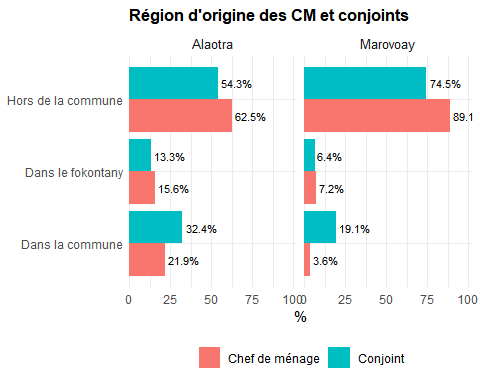 Région d'origine des CM et conjoints
Alaotra
Marovoay
Hors de la commune
54.3%
62.5%
74.5%
89.1
Dans le fokontany
13.3%
15.6%
6.4%
7.2%
Dans la commune
32.4%
21.9%
19.1%
3.6%
0 25 50 75 100
0 25 50 75 100
%
Chef de ménage
Conjoint